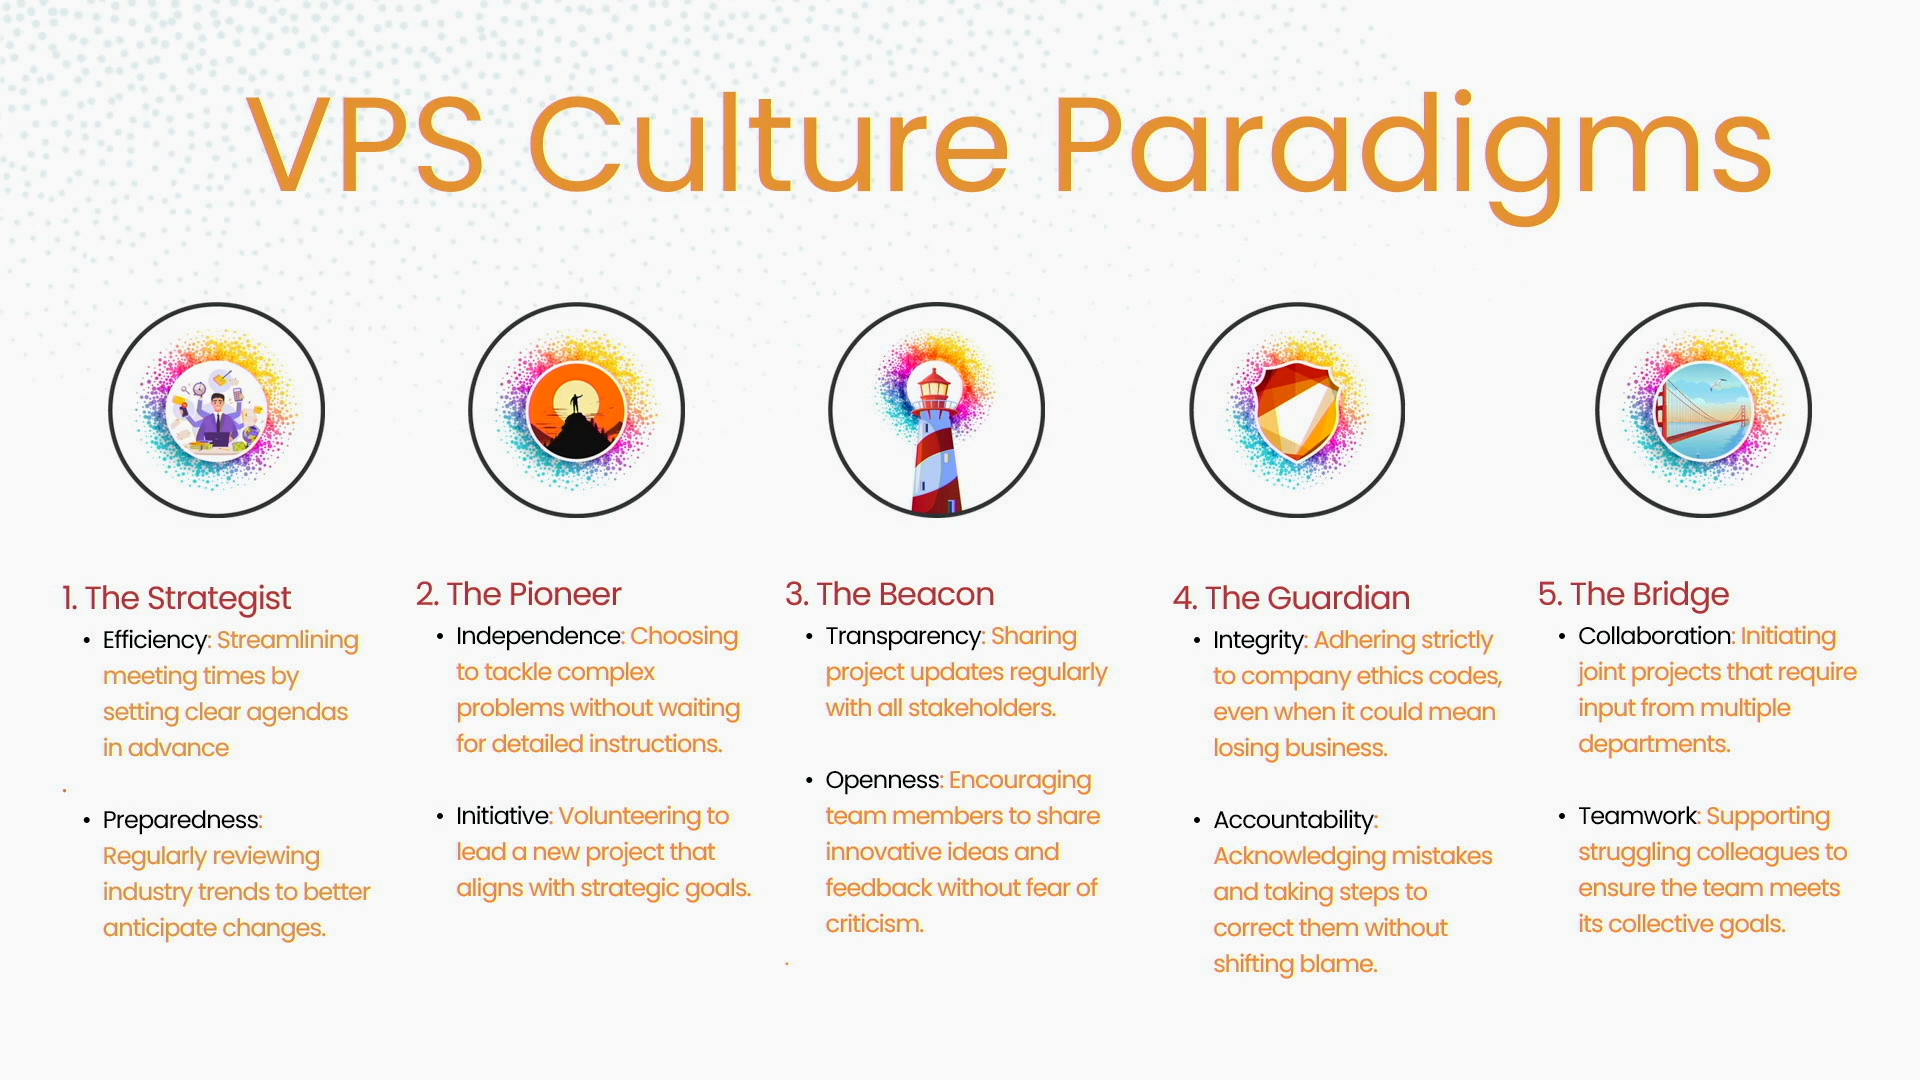 VPS Culture Paradigms
1. The Strategist
• Efficiency: Streamlining
meeting times by
setting clear agendas
in advance
.
• Preparedness:
Regularly reviewing
industry trends to better
anticipate changes.
2. The Pioneer
• Independence: Choosing
to tackle complex
problems without waiting
for detailed instructions.
• Initiative: Volunteering to
lead a new project that
aligns with strategic goals.
3. The Beacon
• Transparency: Sharing
project updates regularly
with all stakeholders.
• Openness: Encouraging
team members to share
innovative ideas and
feedback without fear of
criticism.
.
4. The Guardian
• Integrity: Adhering strictly
to company ethics codes,
even when it could mean
losing business.
• Accountability:
Acknowledging mistakes
and taking steps to
correct them without
shifting blame.
5. The Bridge
• Collaboration: Initiating
joint projects that require
input from multiple
departments.
• Teamwork: Supporting
struggling colleagues to
ensure the team meets
its collective goals.